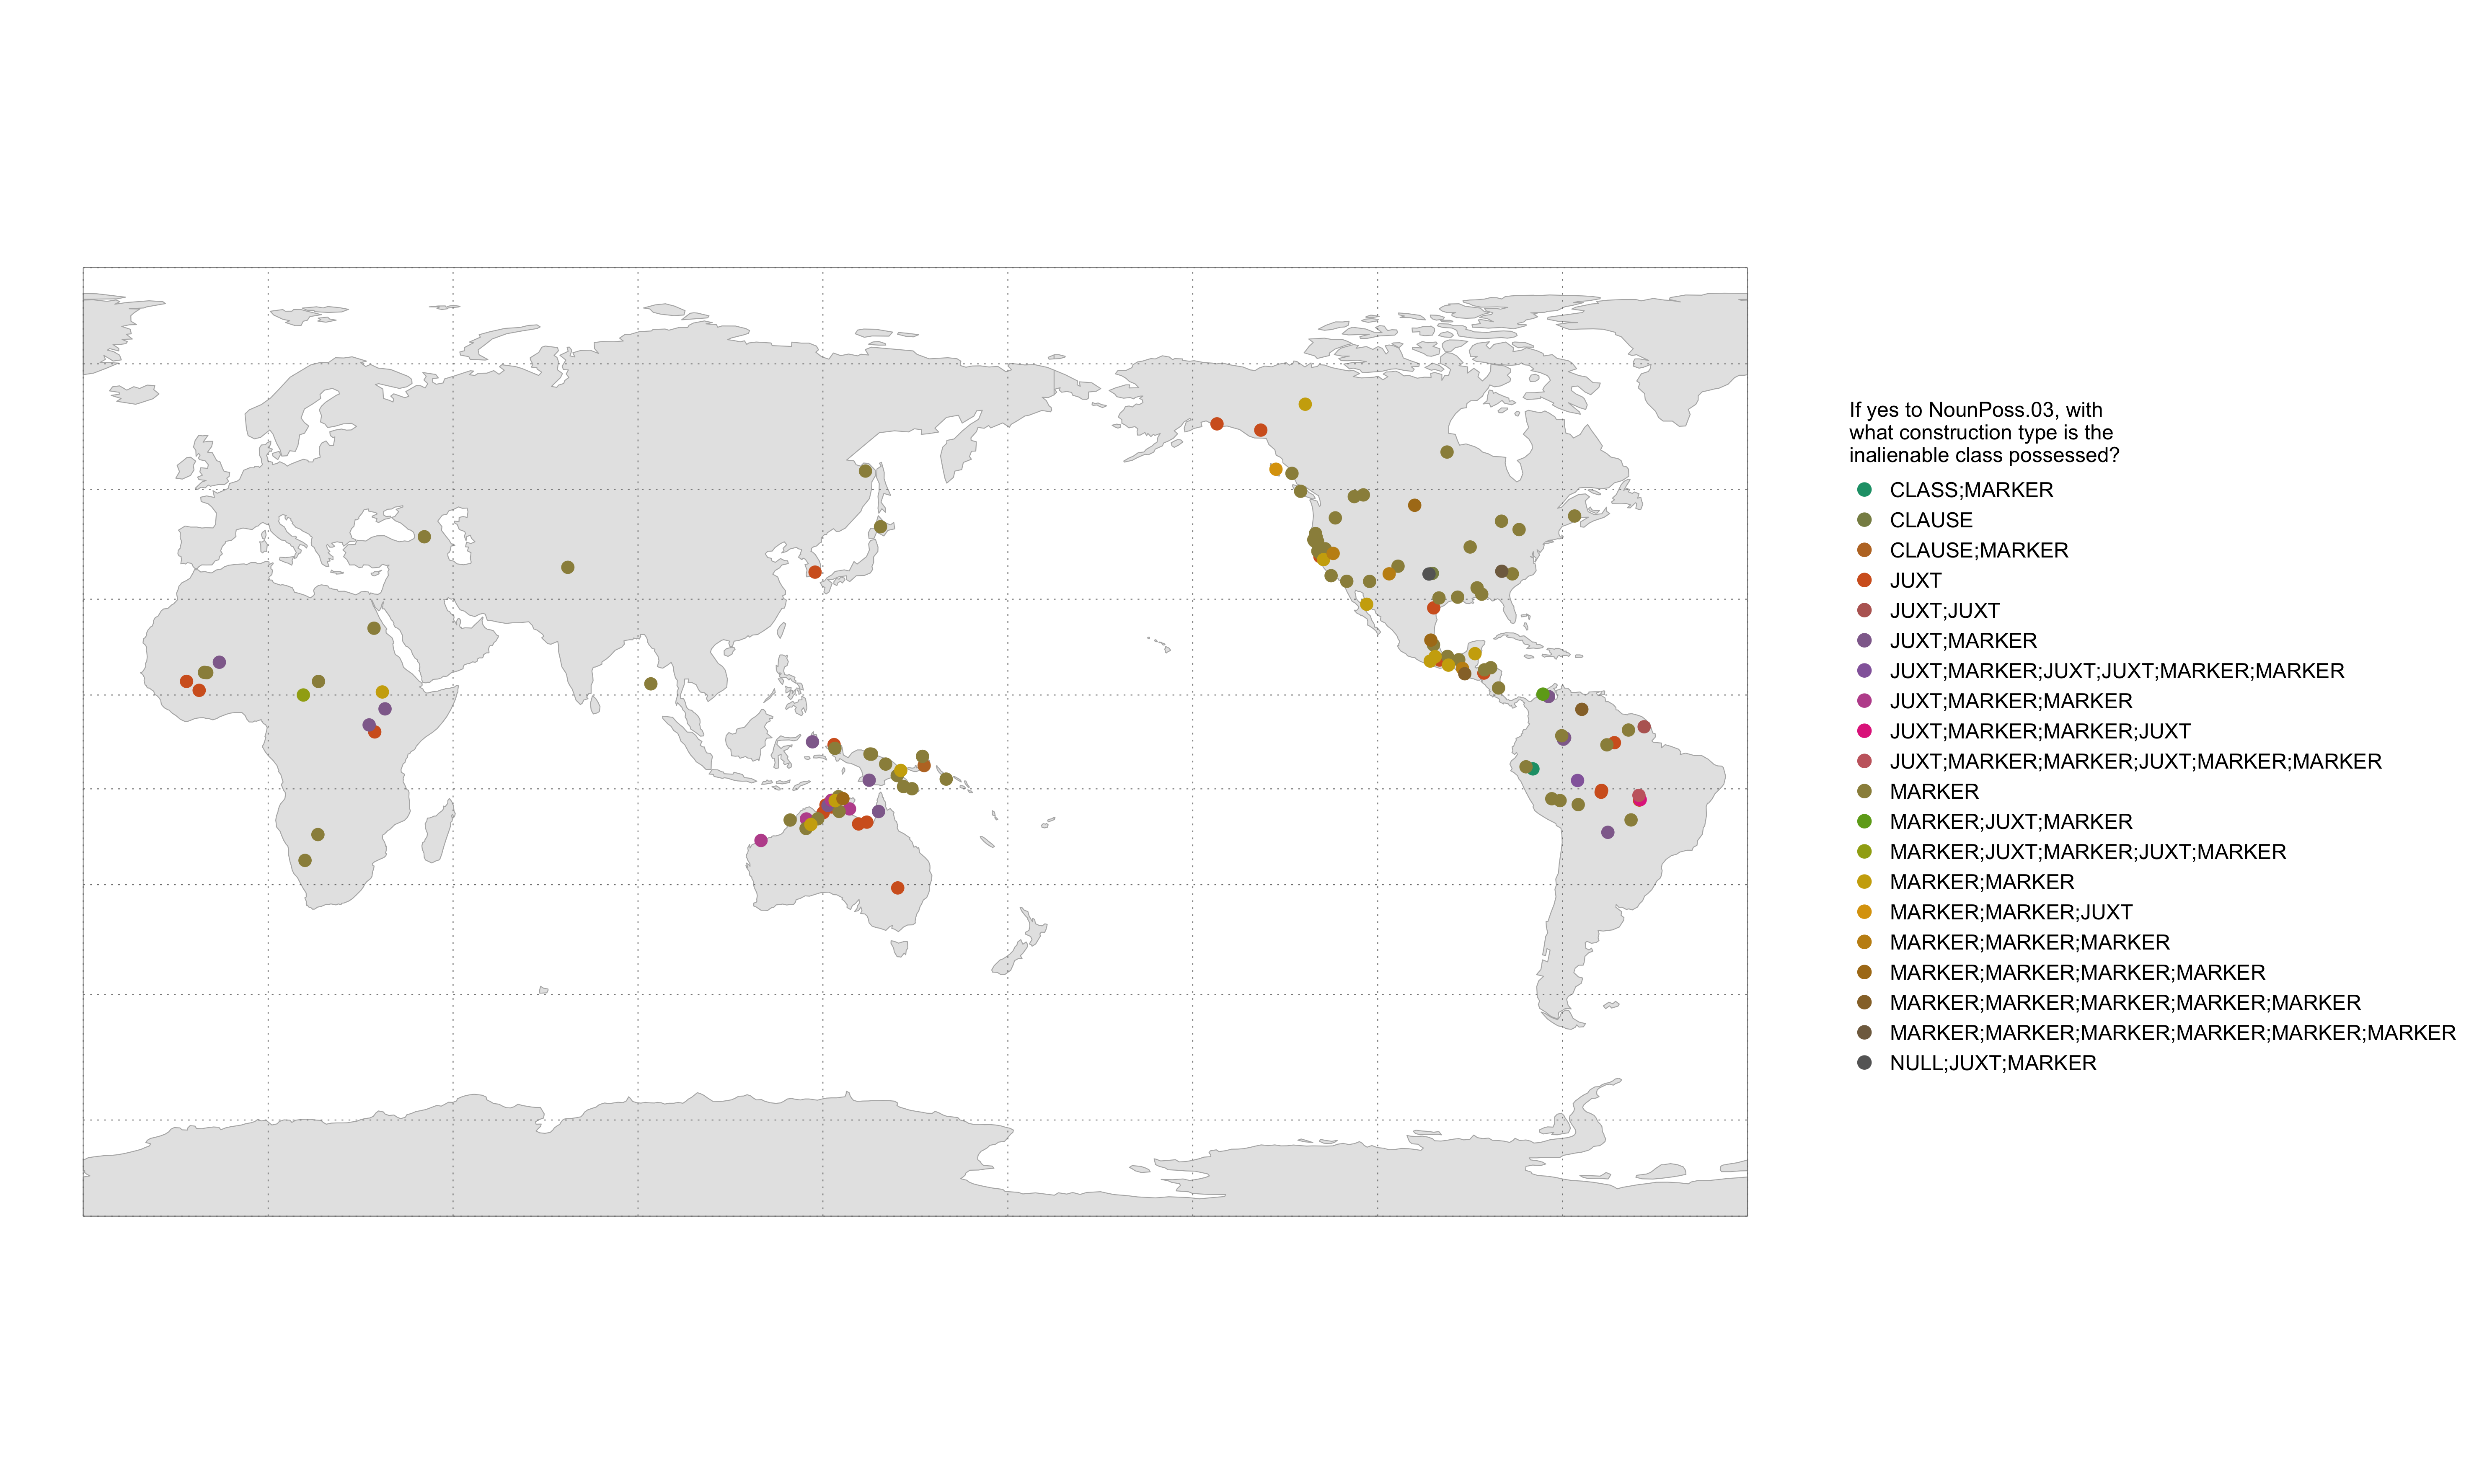 If yes to NounPoss.03, with
what construction type is the
inalienable class possessed?
CLASS;MARKER
CLAUSE
CLAUSE;MARKER
JUXT
JUXT;JUXT
JUXT;MARKER
JUXT;MARKER;JUXT;JUXT;MARKER;MARKER
JUXT;MARKER;MARKER
JUXT;MARKER;MARKER;JUXT
JUXT;MARKER;MARKER;JUXT;MARKER;MARKER
MARKER
MARKER;JUXT;MARKER
MARKER;JUXT;MARKER;JUXT;MARKER
MARKER;MARKER
MARKER;MARKER;JUXT
MARKER;MARKER;MARKER
MARKER;MARKER;MARKER;MARKER
MARKER;MARKER;MARKER;MARKER;MARKER
MARKER;MARKER;MARKER;MARKER;MARKER;MARKER
NULL;JUXT;MARKER